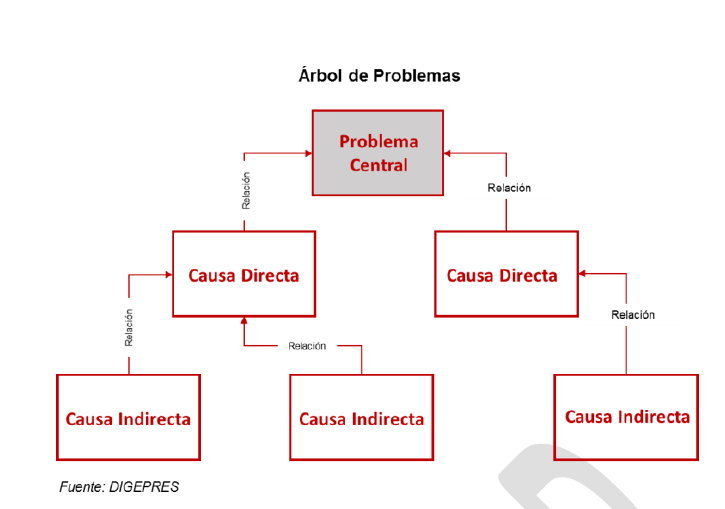 Árbol de Problemas
Problema
Central
Relación
Relación
Causa Directa
Causa Directa
Relación
Relación
Relación
Causa Indirecta
Causa Indirecta
Causa Indirecta
Fuente: DIGEPRES